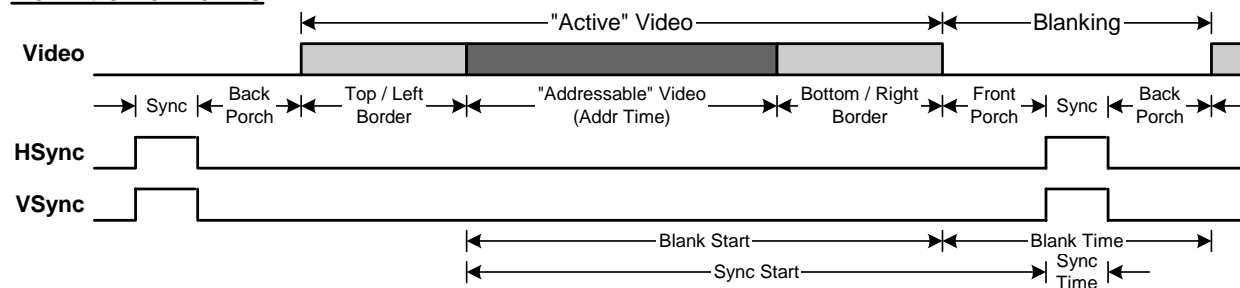 "Active" Video
Blanking
Video
Sync
Back
Porch
Top / Left
Border
"Addressable" Video
(Addr Time)
Bottom / Right
Border
Front
Porch
Sync
Back
Porch
HSync
VSync
Blank Start
Blank Time
Sync Start
Sync
Time